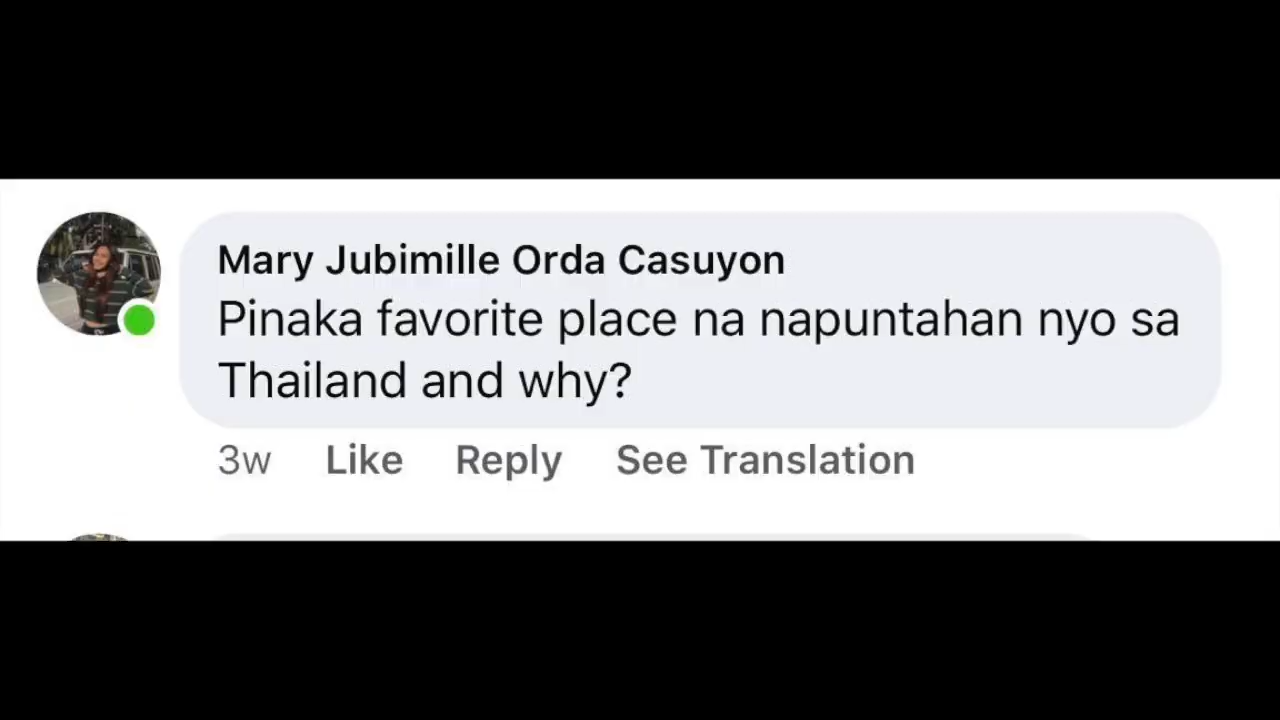 Mary Jubimille Orda Casuyon
Pinaka favorite place na napuntahan nyo sa
Thailand and why?
3w Like Reply See Translation